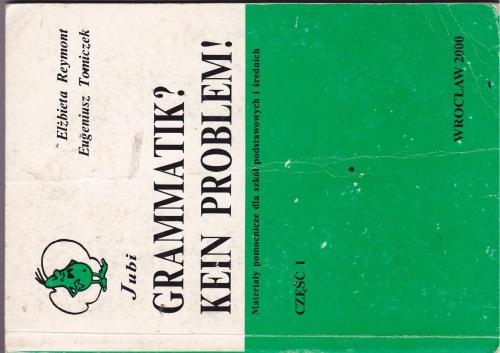 Elżbieta Reymont
Eugeniusz Tomiczek
Jubi
GRAMMATIK?
KEIN PROBLEM!
Materiały pomocnicze dla szkół podstawowych i średnich
CZĘŚĆ I
WROCŁAW 2000